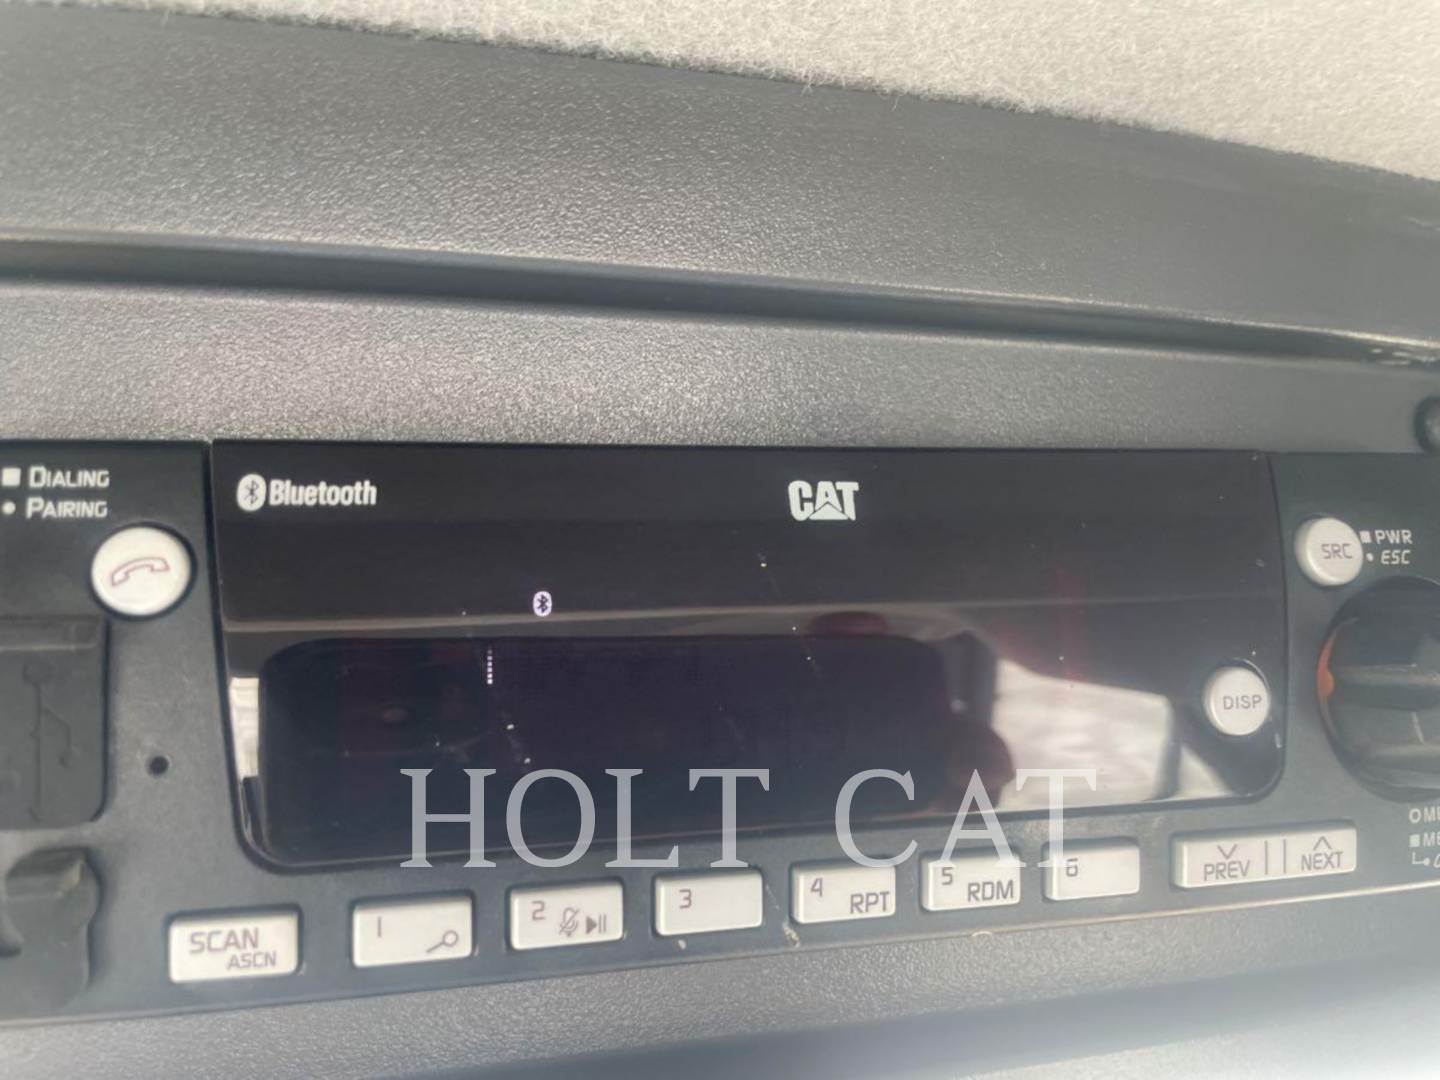 DIALING
PAIRING
Bluetooth
CAT
SRC
PWR
ESC
DISP
HOLT CAT
SCAN
ASCN
1
2
3
4 RPT
5 RDM
6
PREV
NEXT